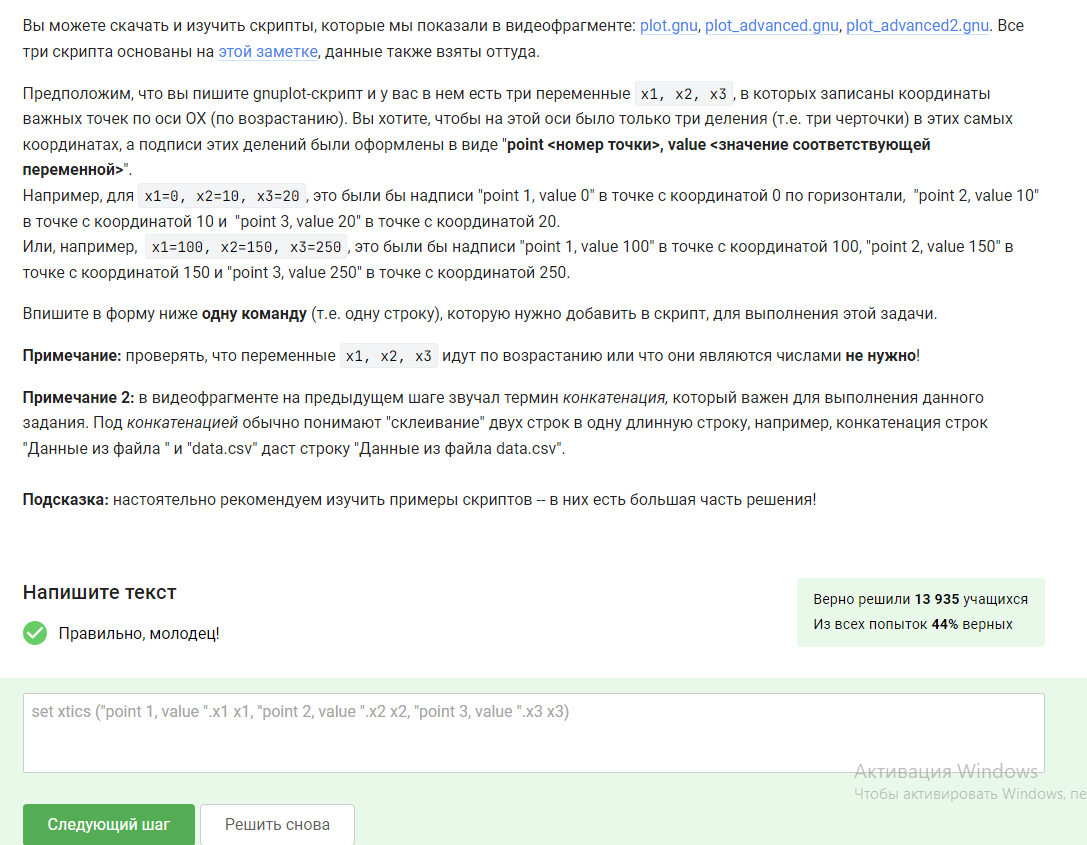 Вы можете скачать и изучить скрипты, которые мы показали в видеофрагменте: plot.gnu, plot_advanced.gnu, plot_advanced2.gnu. Все
три скрипта основаны на этой заметке, данные также взяты оттуда.
Предположим, что вы пишите gnuplot-скрипт и у вас в нем есть три переменные x1, x2, x3, в которых записаны координаты
важных точек по оси OX (по возрастанию). Вы хотите, чтобы на этой оси было только три деления (т.е. три черточки) в этих самых
координатах, а подписи этих делений были оформлены в виде "point <номер точки>, value <значение соответствующей
переменной>".
Например, для x1=0, x2=10, x3=20, это были бы надписи "point 1, value 0" в точке с координатой 0 по горизонтали, "point 2, value 10"
в точке с координатой 10 и "point 3, value 20" в точке с координатой 20.
Или, например, x1=100, x2=150, x3=250, это были бы надписи "point 1, value 100" в точке с координатой 100, "point 2, value 150" в
точке с координатой 150 и "point 3, value 250" в точке с координатой 250.
Впишите в форму ниже одну команду (т.е. одну строку), которую нужно добавить в скрипт, для выполнения этой задачи.
Примечание: проверять, что переменные x1, x2, x3 идут по возрастанию или что они являются числами не нужно!
Примечание 2: в видеофрагменте на предыдущем шаге звучал термин конкатенация, который важен для выполнения данного
задания. Под конкатенацией обычно понимают "склеивание" двух строк в одну длинную строку, например, конкатенация строк
"Данные из файла " и "data.csv" даст строку "Данные из файла data.csv".
Подсказка: настоятельно рекомендуем изучить примеры скриптов -- в них есть большая часть решения!
Напишите текст
Верно решили 13 935 учащихся
Из всех попыток 44% верных
Правильно, молодец!
set xtics ("point 1, value ".x1 x1, "point 2, value ".x2 x2, "point 3, value ".x3 x3)
Активация Windows
Чтобы активировать Windows, пе
Следующий шаг
Решить снова